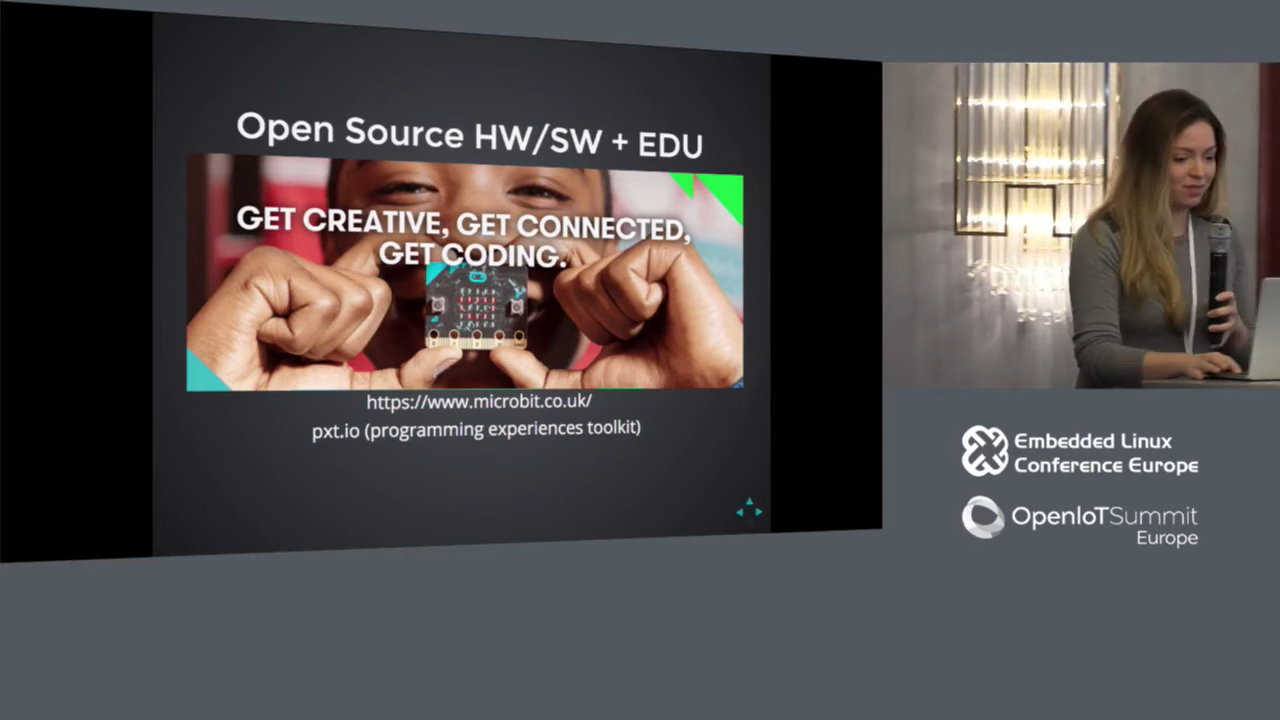 Open Source HW/SW + EDU
GET CREATIVE, GET CONNECTED,
GET CODING.
https://www.microbit.co.uk/
pxt.io (programming experiences toolkit)
Embedded Linux
Conference Europe
OpenIoTSummit
Europe